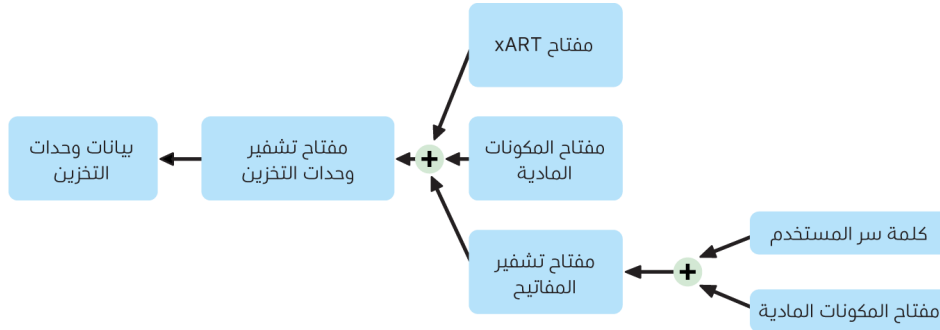 مفتاح xART
مفتاح المكونات
المادية
مفتاح تشفير
وحدات التخزين
بيانات وحدات
التخزين
+
مفتاح تشفير
المفاتيح
كلمة سر المستخدم
+
مفتاح المكونات المادية